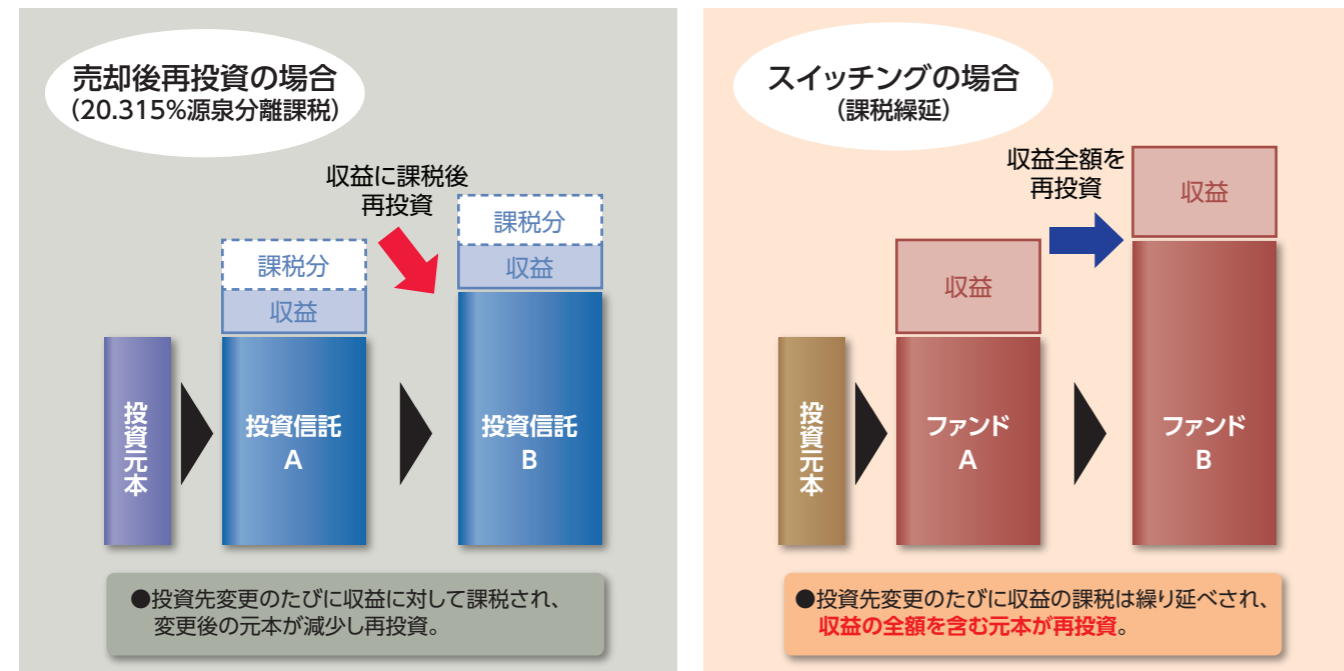 売却後再投資の場合
(20.315%源泉分離課税)
収益に課税後
再投資
課税分
収益
課税分
収益
投資元本
投資信託
A
投資信託
B
●投資先変更のたびに収益に対して課税され、
変更後の元本が減少し再投資。
スイッチングの場合
(課税繰延)
収益全額を
再投資
収益
収益
投資元本
ファンド
A
ファンド
B
●投資先変更のたびに収益の課税は繰り延べされ、
収益の全額を含む元本が再投資。